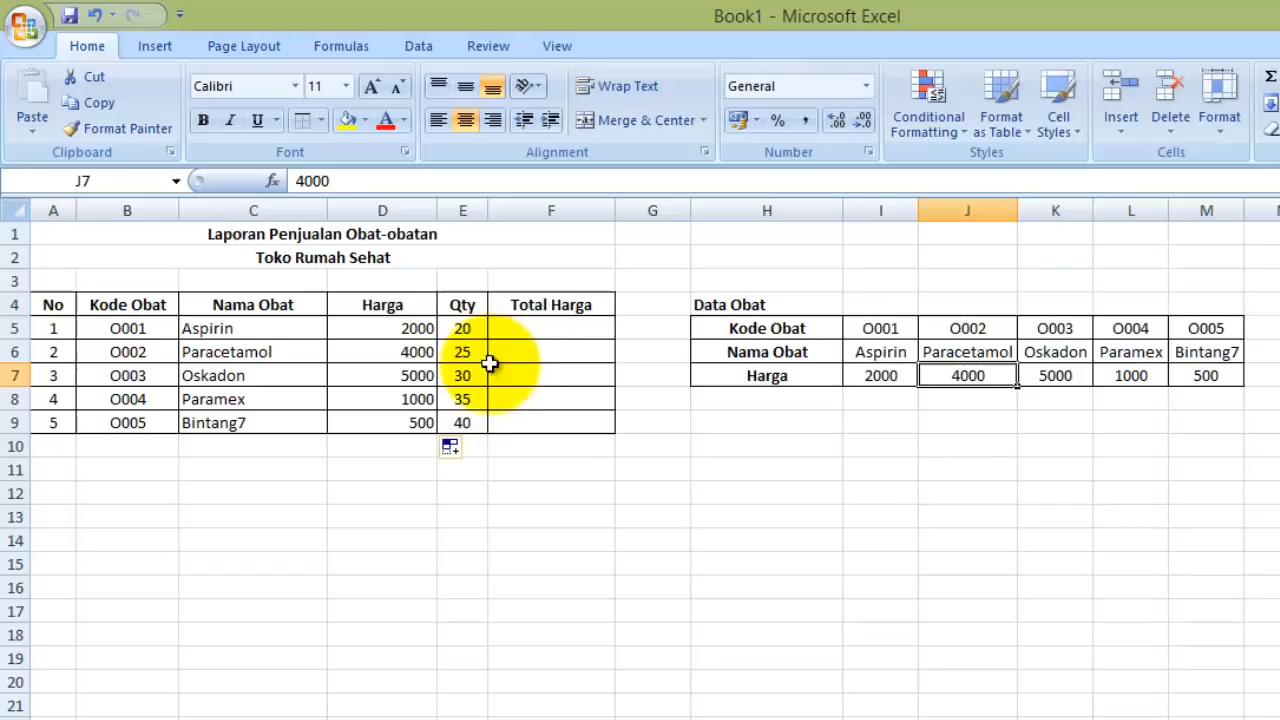 Book1 - Microsoft Excel
Home Insert Page Layout Formulas Data Review View
Paste Cut Calibri 11 Wrap Text General Conditional Formatting Format as Table Cell Styles Insert Delete Format Σ
Copy
Format Painter B I U A Merge & Center % , .0 .00 .00 .0
Clipboard Font Alignment Number Styles Cells
J7 fx 4000
A B C D E F G H I J K L M
1 Laporan Penjualan Obat-obatan
2 Toko Rumah Sehat
3
4 No Kode Obat Nama Obat Harga Qty Total Harga Data Obat
5 1 O001 Aspirin 2000 20 Kode Obat O001 O002 O003 O004 O005
6 2 O002 Paracetamol 4000 25 Nama Obat Aspirin Paracetamol Oskadon Paramex Bintang7
7 3 O003 Oskadon 5000 30 Harga 2000 4000 5000 1000 500
8 4 O004 Paramex 1000 35
9 5 O005 Bintang7 500 40
10
11
12
13
14
15
16
17
18
19
20
21